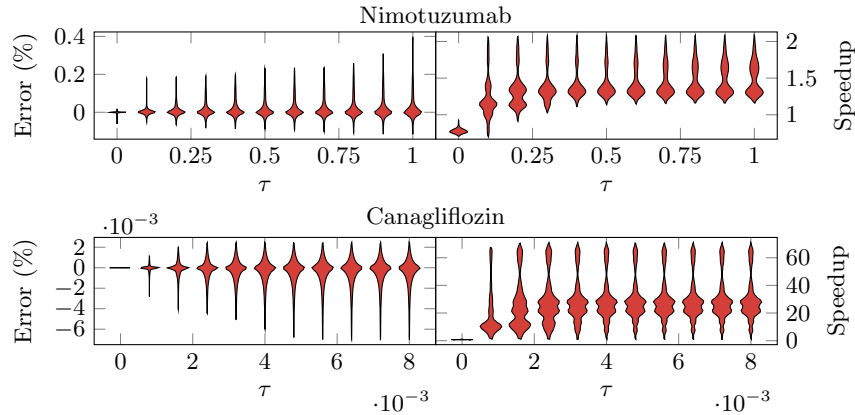 Nimotuzumab
Error (%)
0.4
0.2
0
0 0.25 0.5 0.75 1
τ
2
1.5
1
Speedup
0 0.25 0.5 0.75 1
τ
Canagliflozin
·10⁻³
Error (%)
2
0
−2
−4
−6
0 2 4 6 8
τ
·10⁻³
60
40
20
0
Speedup
0 2 4 6 8
τ
·10⁻³